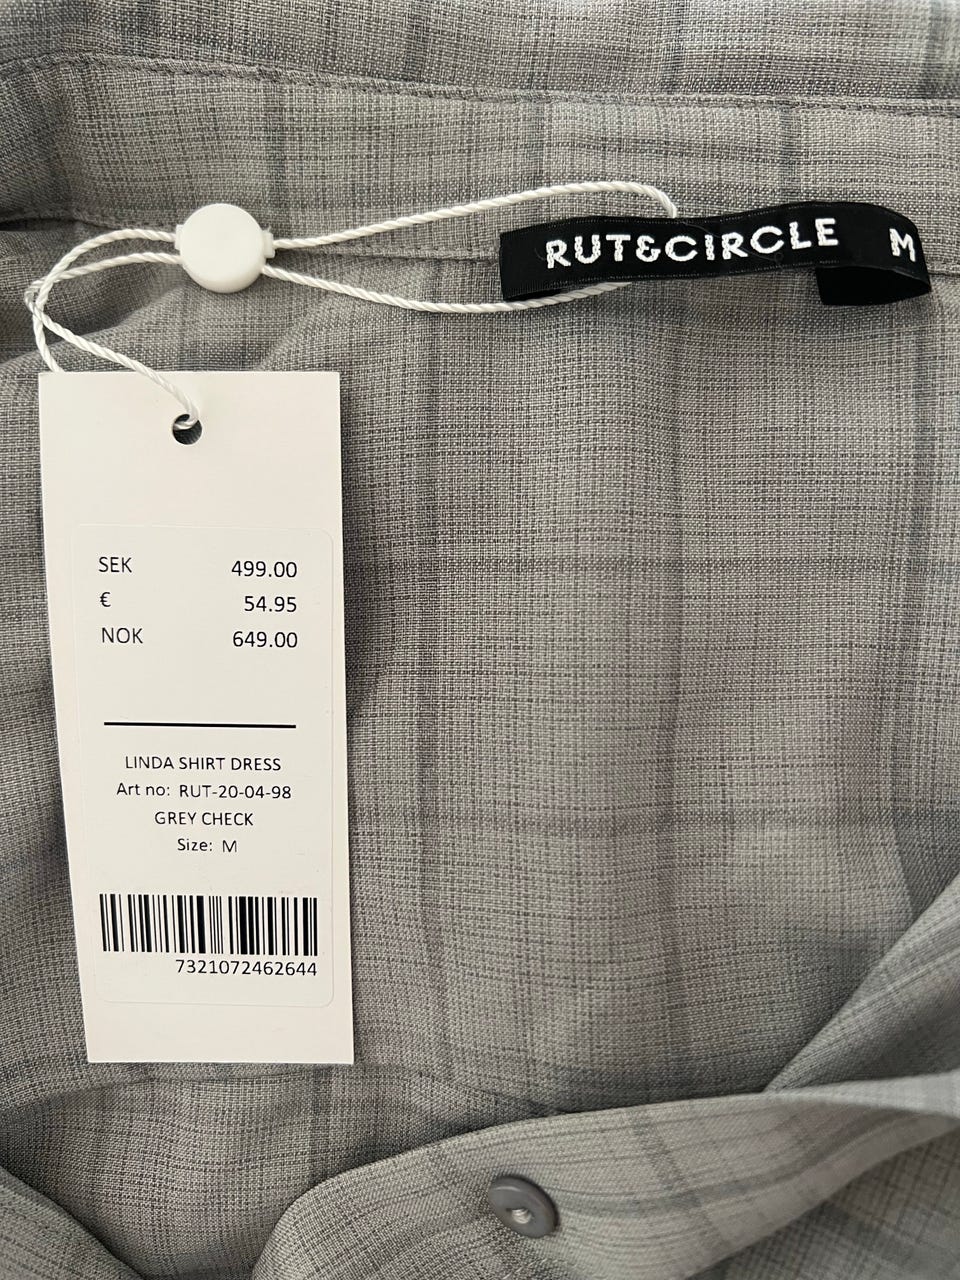 RUT&CIRCLE M
SEK 499.00
€ 54.95
NOK 649.00
LINDA SHIRT DRESS
Art no: RUT-20-04-98
GREY CHECK
Size: M
7321072462644